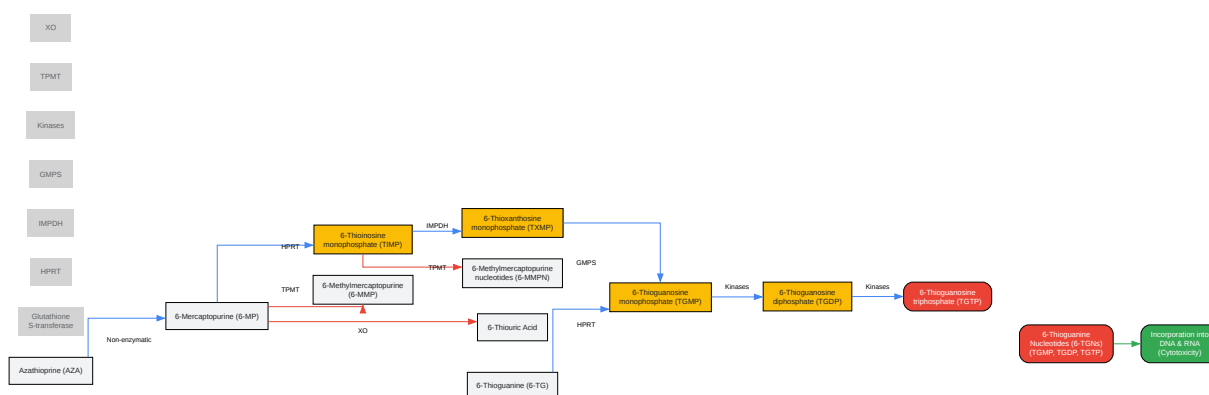 XO
TPMT
Kinases
GMPS
IMPDH
HPRT
Glutathione
S-transferase
Azathioprine (AZA)
Non-enzymatic
6-Mercaptopurine (6-MP)
HPRT
TPMT
XO
6-Thioinosine
monophosphate (TIMP)
6-Methylmercaptopurine
(6-MMP)
IMPDH
TPMT
6-Thioxanthosine
monophosphate (TXMP)
6-Methylmercaptopurine
nucleotides (6-MMPN)
6-Thiouric Acid
6-Thioguanine (6-TG)
GMPS
HPRT
6-Thioguanosine
monophosphate (TGMP)
Kinases
6-Thioguanosine
diphosphate (TGDP)
Kinases
6-Thioguanosine
triphosphate (TGTP)
6-Thioguanine
Nucleotides (6-TGNs)
(TGMP, TGDP, TGTP)
Incorporation into
DNA & RNA
(Cytotoxicity)